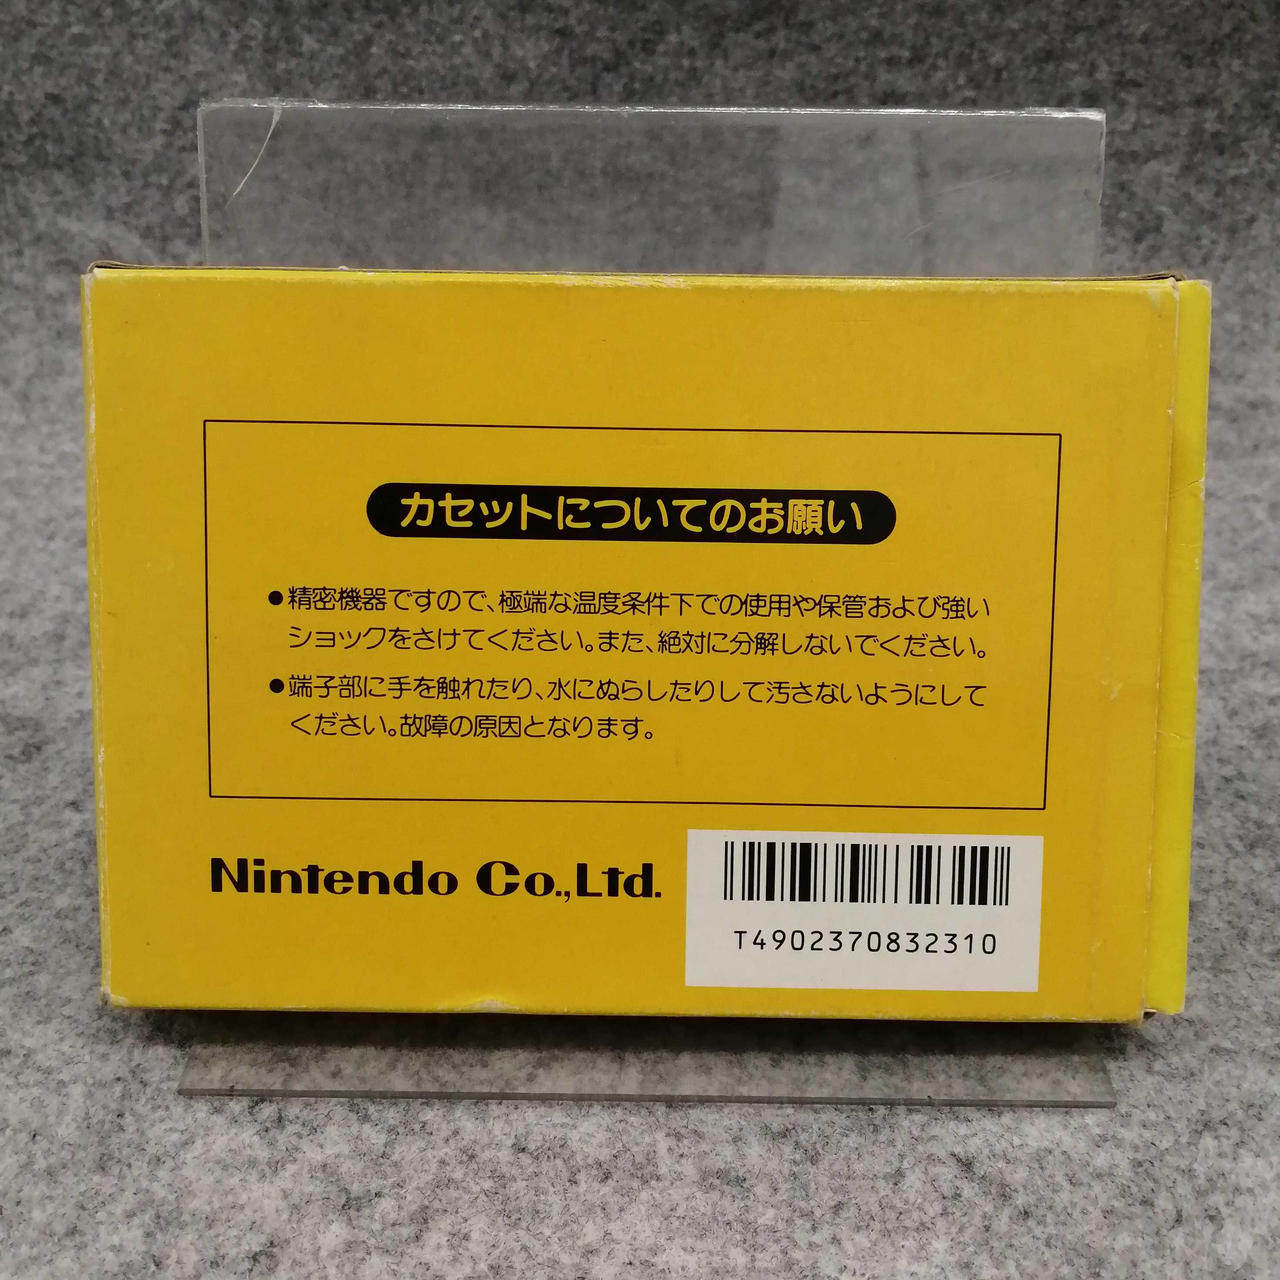 カセットについてのお願い
●精密機器ですので、極端な温度条件下での使用や保管および強い
ショックをさけてください。また、絶対に分解しないでください。
●端子部に手を触れたり、水にぬらしたりして汚さないようにして
ください。故障の原因となります。
Nintendo Co.,Ltd.
T4902370832310